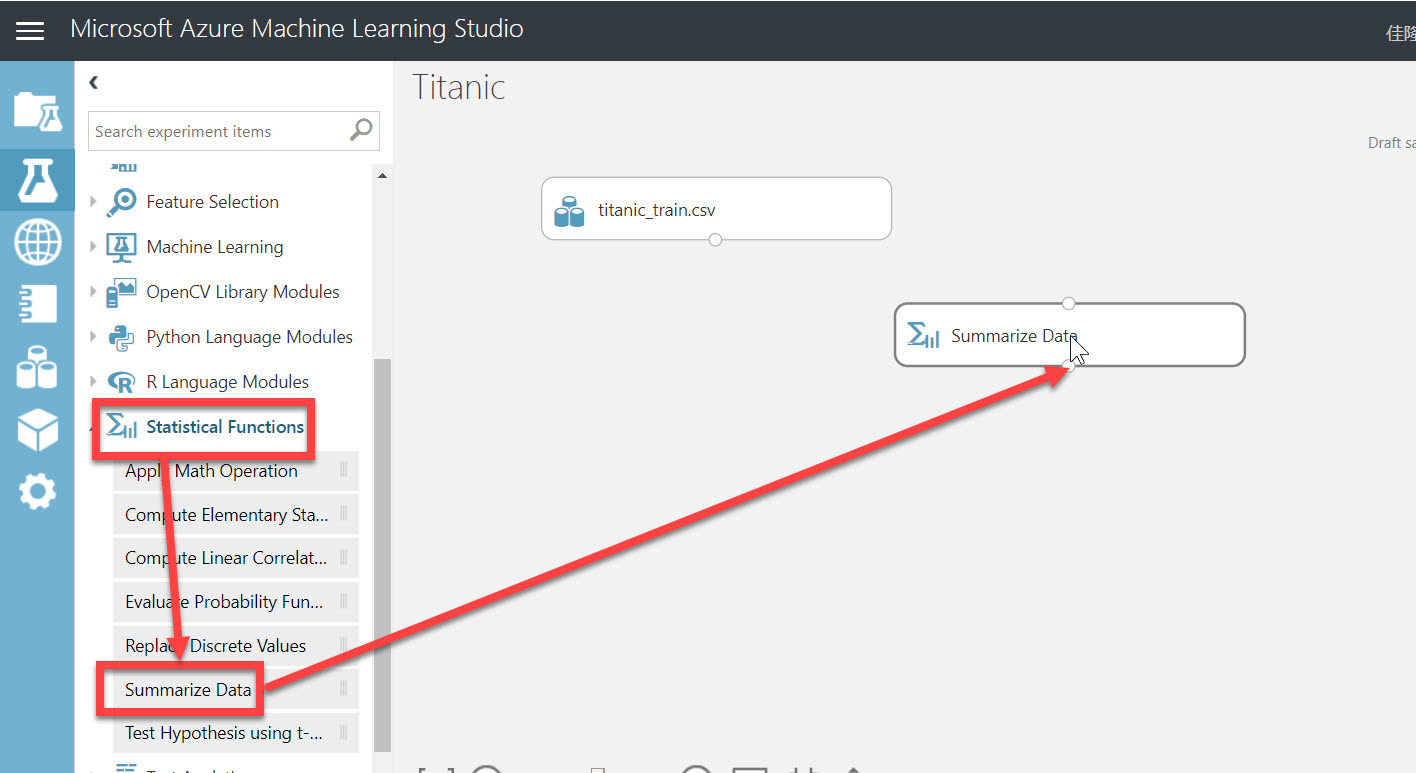 Microsoft Azure Machine Learning Studio
佳隆
Titanic
Search experiment items
Draft sa
Feature Selection
titanic_train.csv
Machine Learning
OpenCV Library Modules
Python Language Modules
Summarize Data
R Language Modules
Statistical Functions
Apply Math Operation
Compute Elementary Sta...
Compute Linear Correlat...
Evaluate Probability Fun...
Replace Discrete Values
Summarize Data
Test Hypothesis using t-...